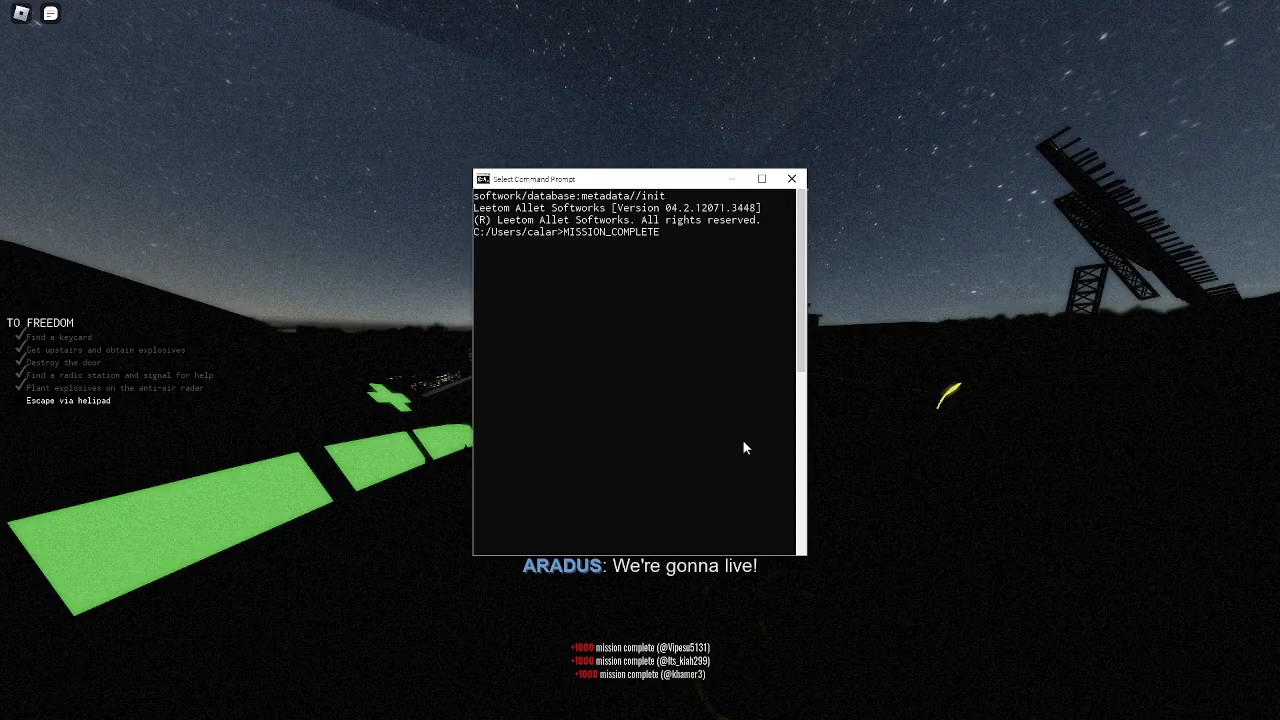 Select Command Prompt
softwork/database:metadata//init
Leetom Allet Softworks [Version 04.2.12071.3448]
(R) Leetom Allet Softworks. All rights reserved.
C:/Users/calar>MISSION_COMPLETE
TO FREEDOM
Find a keycard
Get upstairs and obtain explosives
Destroy the door
Find a radio station and signal for help
Plant explosives on the anti-air radar
Escape via helipad
ARADUS: We're gonna live!
+1000 mission complete (@Vipesu5131)
+1000 mission complete (@Its_kiah299)
+1000 mission complete (@khamer3)